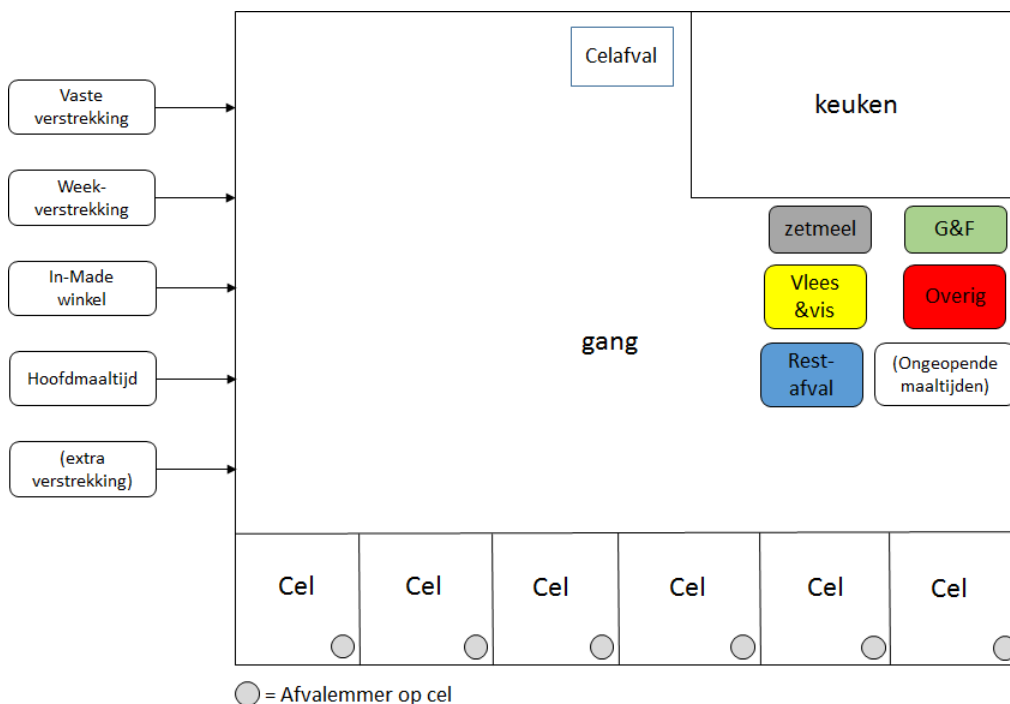 Celafval
keuken
Vaste
verstrekking
Week-
verstrekking
In-Made
winkel
Hoofdmaaltijd
(extra
verstrekking)
zetmeel
G&F
Vlees
&vis
Overig
gang
Rest-
afval
(Ongeopende
maaltijden)
Cel
Cel
Cel
Cel
Cel
Cel
= Afvalemmer op cel